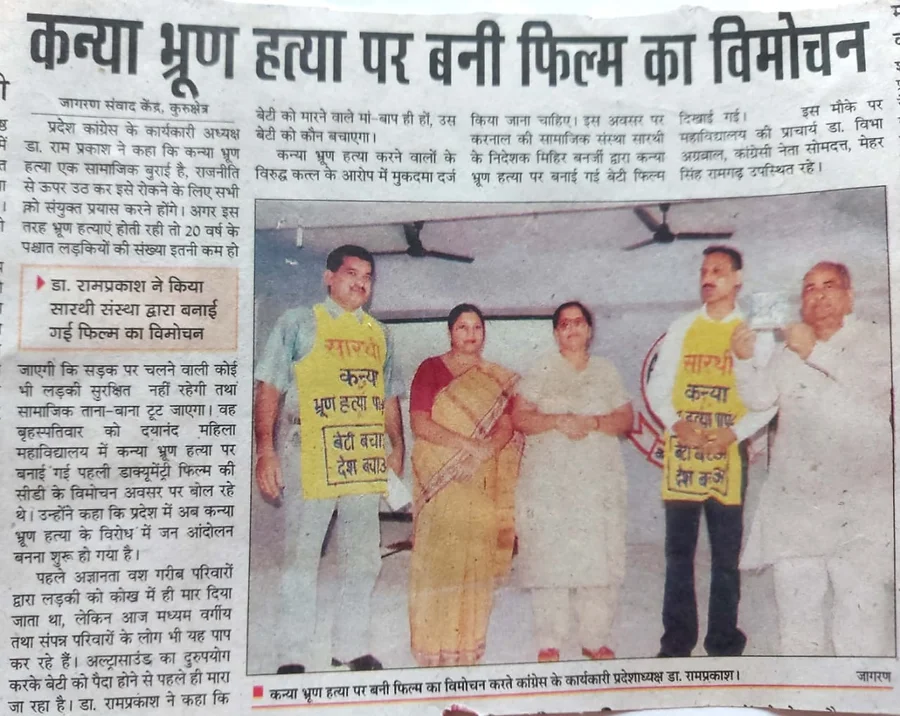 कन्या भ्रूण हत्या पर बनी फिल्म का विमोचन
जागरण संवाद केंद्र, कुरुक्षेत्र
प्रदेश कांग्रेस के कार्यकारी अध्यक्ष
डा. राम प्रकाश ने कहा कि कन्या भ्रूण
हत्या एक सामाजिक बुराई है, राजनीति
से ऊपर उठ कर इसे रोकने के लिए सभी
को संयुक्त प्रयास करने होंगे। अगर इस
तरह भ्रूण हत्याएं होती रही तो 20 वर्ष के
पश्चात लड़कियों की संख्या इतनी कम हो
डा. रामप्रकाश ने किया
सारथी संस्था द्वारा बनाई
गई फिल्म का विमोचन
जाएगी कि सड़क पर चलने वाली कोई
भी लड़की सुरक्षित नहीं रहेगी तथा
सामाजिक ताना-बाना टूट जाएगा। वह
बृहस्पतिवार को दयानंद महिला
महाविद्यालय में कन्या भ्रूण हत्या पर
बनाई गई पहली डाक्यूमेंट्री फिल्म की
सीडी के विमोचन अवसर पर बोल रहे
थे। उन्होंने कहा कि प्रदेश में अब कन्या
भ्रूण हत्या के विरोध में जन आंदोलन
बनना शुरू हो गया है।
पहले अज्ञानता वश गरीब परिवारों
द्वारा लड़की को कोख में ही मार दिया
जाता था, लेकिन आज मध्यम वर्गीय
तथा संपन्न परिवारों के लोग भी यह पाप
कर रहे हैं। अल्ट्रासाउंड का दुरुपयोग
करके बेटी को पैदा होने से पहले ही मारा
जा रहा है। डा. रामप्रकाश ने कहा कि
बेटी को मारने वाले मां-बाप ही हों, उस
बेटी को कौन बचाएगा।
कन्या भ्रूण हत्या करने वालों के
विरुद्ध कत्ल के आरोप में मुकदमा दर्ज
किया जाना चाहिए। इस अवसर पर
करनाल की सामाजिक संस्था सारथी
के निदेशक मिहिर बनर्जी द्वारा कन्या
भ्रूण हत्या पर बनाई गई बेटी फिल्म
दिखाई गई। इस मौके पर
महाविद्यालय की प्राचार्य डा. विभा
अग्रवाल, कांग्रेसी नेता सोमदत्त, मेहर
सिंह रामगढ़ उपस्थित रहे।
सारथी
कन्या
भ्रूण हत्या पाप
बेटी बचा
देश बचाअ
सारथी
कन्या
हत्या पाप
देश
कन्या भ्रूण हत्या पर बनी फिल्म का विमोचन करते कांग्रेस के कार्यकारी प्रदेशाध्यक्ष डा. रामप्रकाश।
जागरण